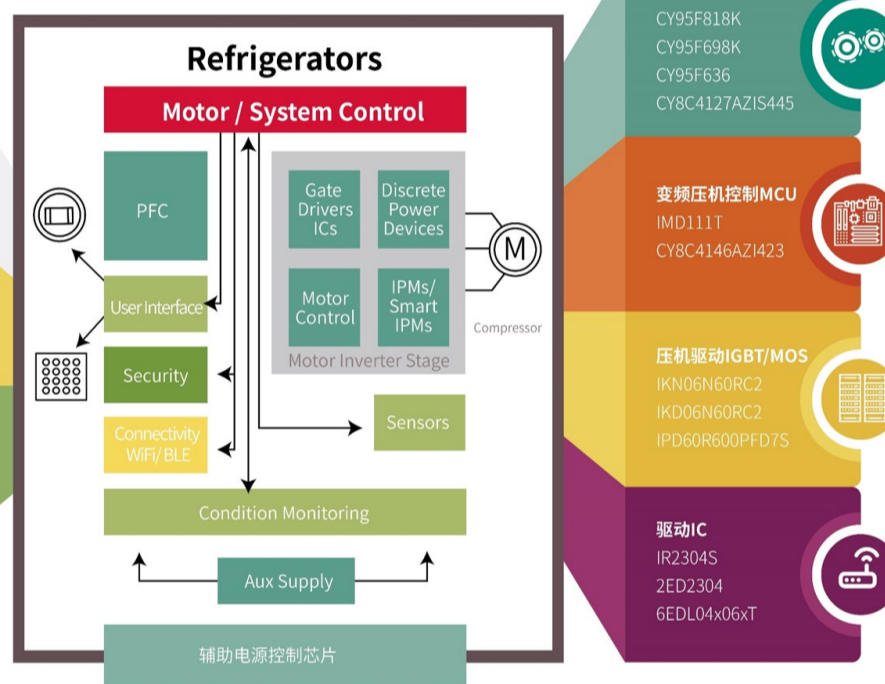 Refrigerators
Motor / System Control
PFC
Gate
Drivers
ICs
Discrete
Power
Devices
M
User Interface
Motor
Control
IPMs/
Smart
IPMs
Compressor
Motor Inverter Stage
Security
Connectivity
WiFi/ BLE
Sensors
Condition Monitoring
Aux Supply
辅助电源控制芯片
CY95F818K
CY95F698K
CY95F636
CY8C4127AZIS445
变频压机控制MCU
IMD111T
CY8C4146AZI423
压机驱动IGBT/MOS
IKN06N60RC2
IKD06N60RC2
IPD60R600PFD7S
驱动IC
IR2304S
2ED2304
6EDL04x06xT